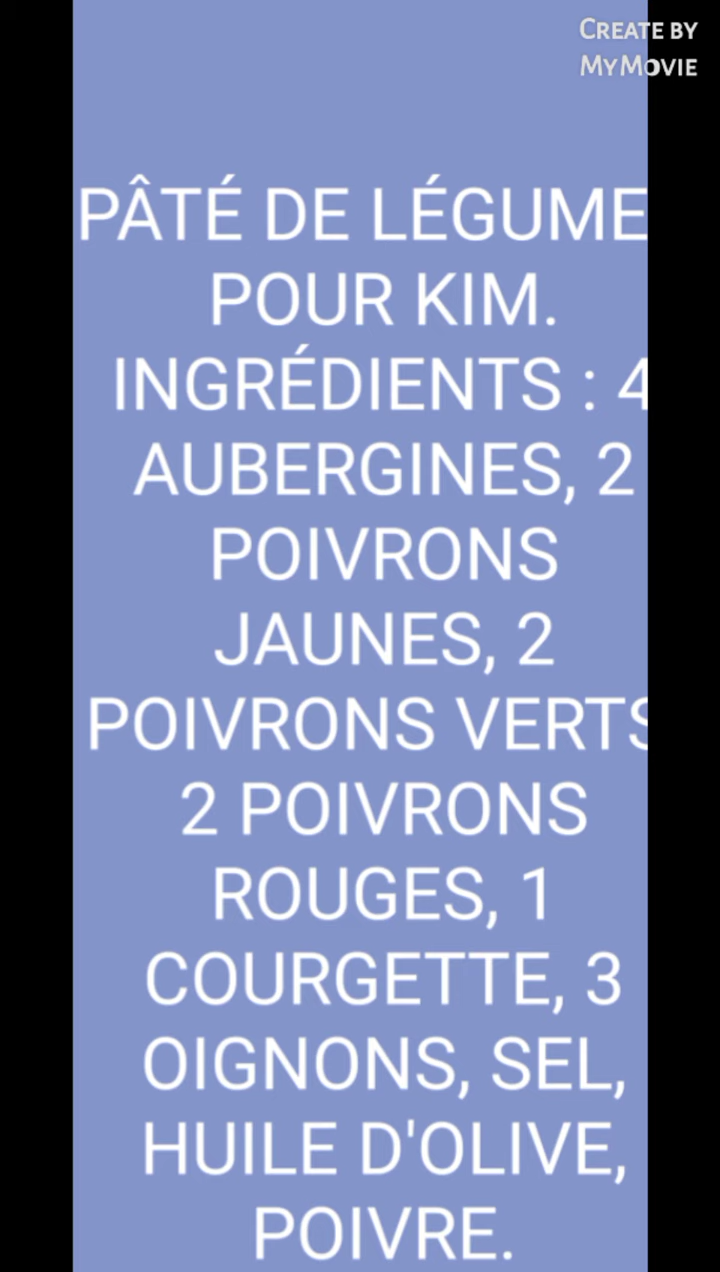 CREATE BY
MYMOVIE
PÂTÉ DE LÉGUME
POUR KIM.
INGRÉDIENTS : 4
AUBERGINES, 2
POIVRONS
JAUNES, 2
POIVRONS VERTS
2 POIVRONS
ROUGES, 1
COURGETTE, 3
OIGNONS, SEL,
HUILE D'OLIVE,
POIVRE.